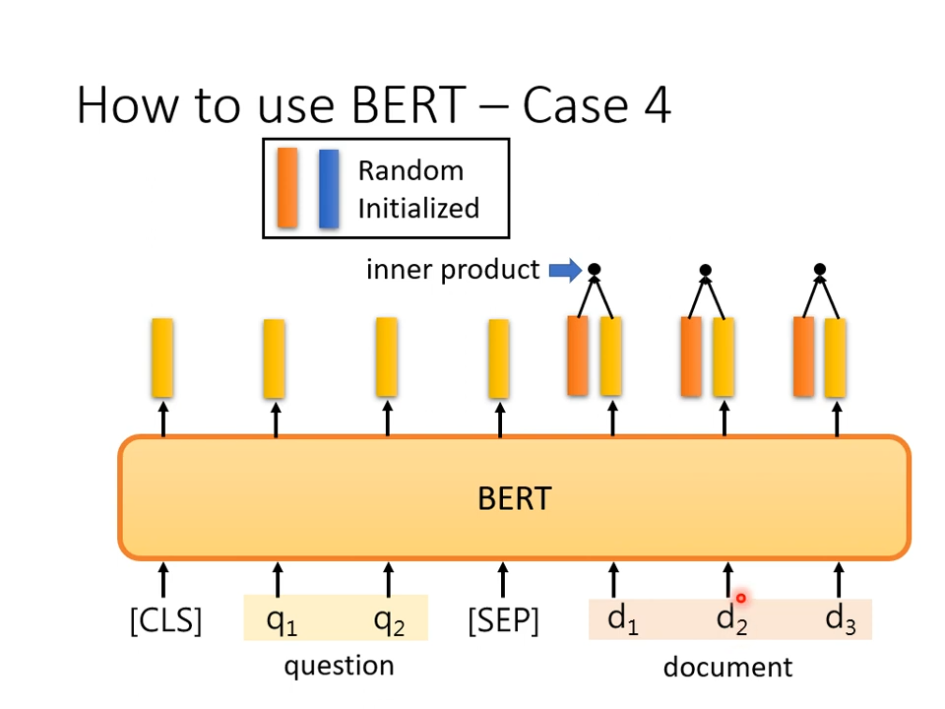 How to use BERT – Case 4
Random
Initialized
inner product
BERT
[CLS] q₁ q₂ [SEP] d₁ d₂ d₃
question document